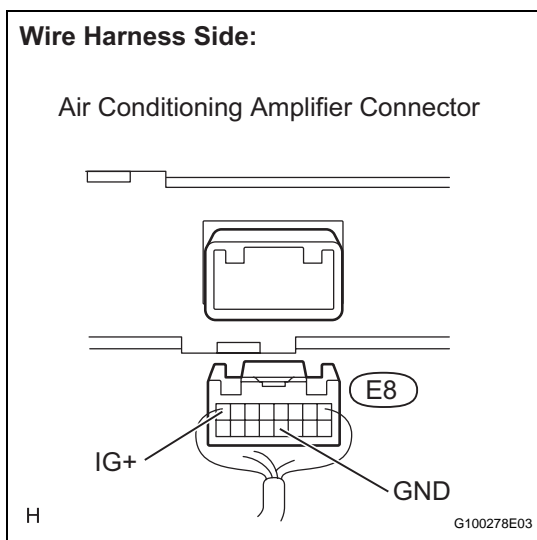 Wire Harness Side:
Air Conditioning Amplifier Connector
E8
IG+
GND
H
G100278E03